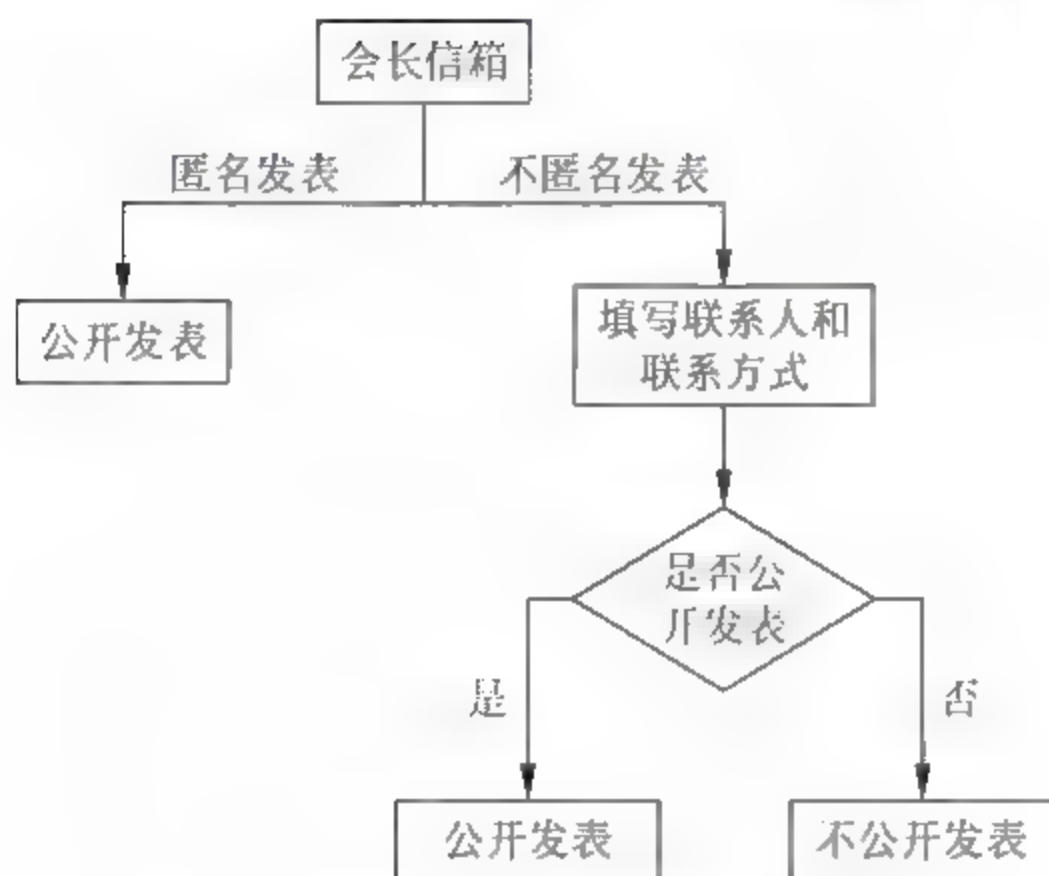 会长信箱
匿名发表
不匿名发表
公开发表
填写联系人和
联系方式
是否公
开发表
是
否
公开发表
不公开发表